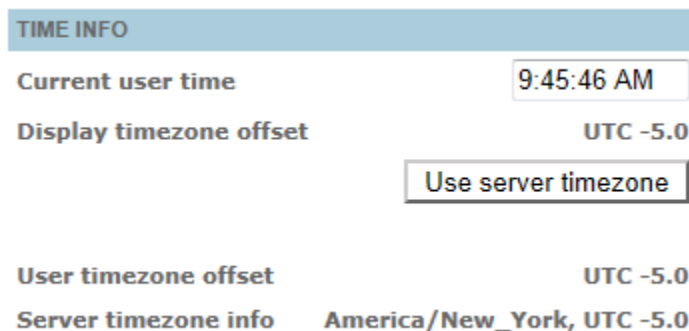 TIME INFO
Current user time 9:45:46 AM
Display timezone offset UTC -5.0
Use server timezone
User timezone offset UTC -5.0
Server timezone info America/New_York, UTC -5.0